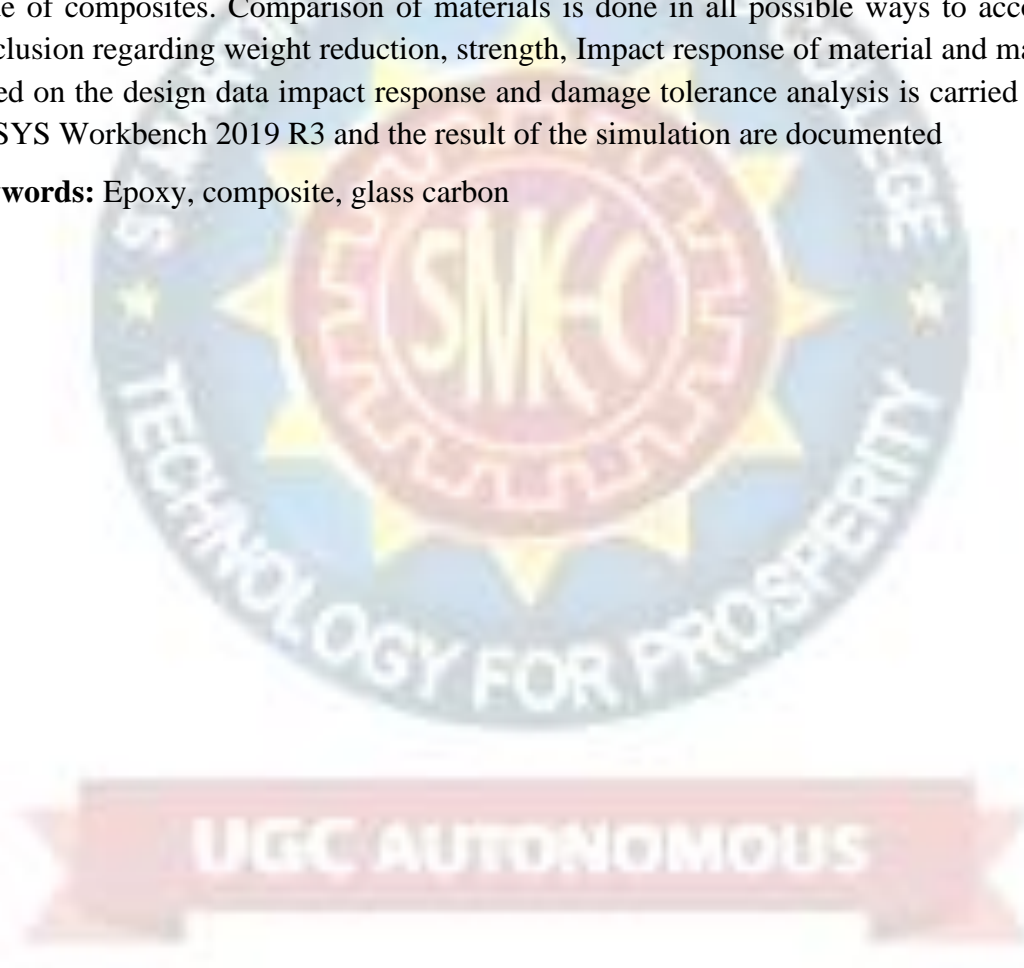 de of composites. Comparison of materials is done in all possible ways to acco
clusion regarding weight reduction, strength, Impact response of material and ma
ed on the design data impact response and damage tolerance analysis is carried
SYS Workbench 2019 R3 and the result of the simulation are documented
ywords: Epoxy, composite, glass carbon
SMEC
TECHNOLOGY FOR PROSPERITY
UGC AUTONOMOUS